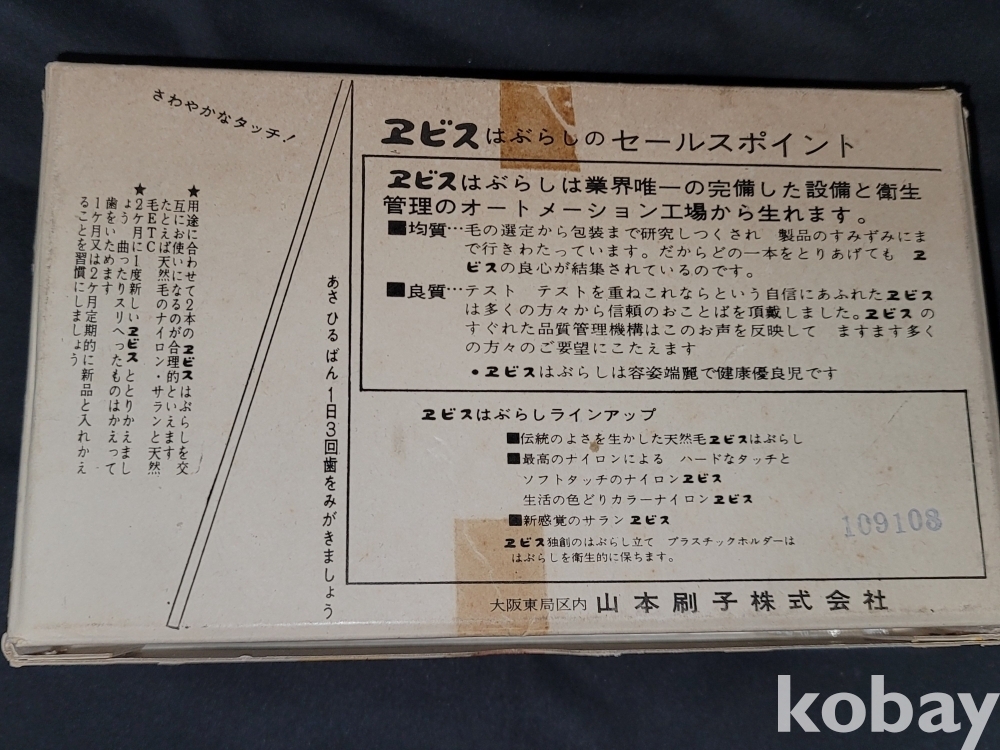 さわやかなタッチ!
ヱビスはぶらしのセールスポイント
ヱビスはぶらしは業界唯一の完備した設備と衛生
管理のオートメーション工場から生れます。
■均質…毛の選定から包装まで研究しつくされ 製品のすみずみにま
で行きわたっています。だからどの一本をとりあげても ヱ
ビスの良心が結集されているのです。
■良質…テスト テストを重ねこれならという自信にあふれたヱビス
は多くの方々から信頼のおことばを頂戴しました。ヱビス の
すぐれた品質管理機構はこのお声を反映して ますます多く
の方々のご要望にこたえます
•ヱビスはぶらしは容姿端麗で健康優良児です
ヱビスはぶらしラインアップ
■伝統のよさを生かした天然毛ヱビスはぶらし
■最高のナイロンによる ハードなタッチと
ソフトタッチのナイロンヱビス
生活の色どりカラーナイロンヱビス
■新感覚のサランヱビス
ヱビス独創のはぶらし立て プラスチックホルダーは
はぶらしを衛生的に保ちます。
109108
大阪東局区内 山本刷子株式会社
あさ ひる ばん 1日3回歯をみがきましょう
★用途に合わせて2本のヱビスはぶらしを交
互にお使いになるのが合理的といえます
たとえば天然毛のナイロン・サランと天然
毛ETC
★2ケ月に1度新しいヱビスととりかえまし
ょう 曲ったりスリへったものはかえって
歯をいためます
1ケ月又は2ケ月定期的に新品と入れかえ
ることを習慣にしましょう
kobay